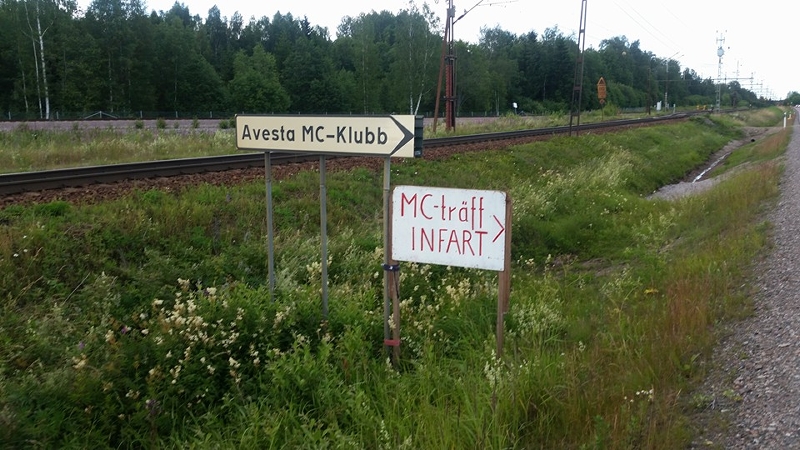 Avesta MC-Klubb
MC-träff
INFART